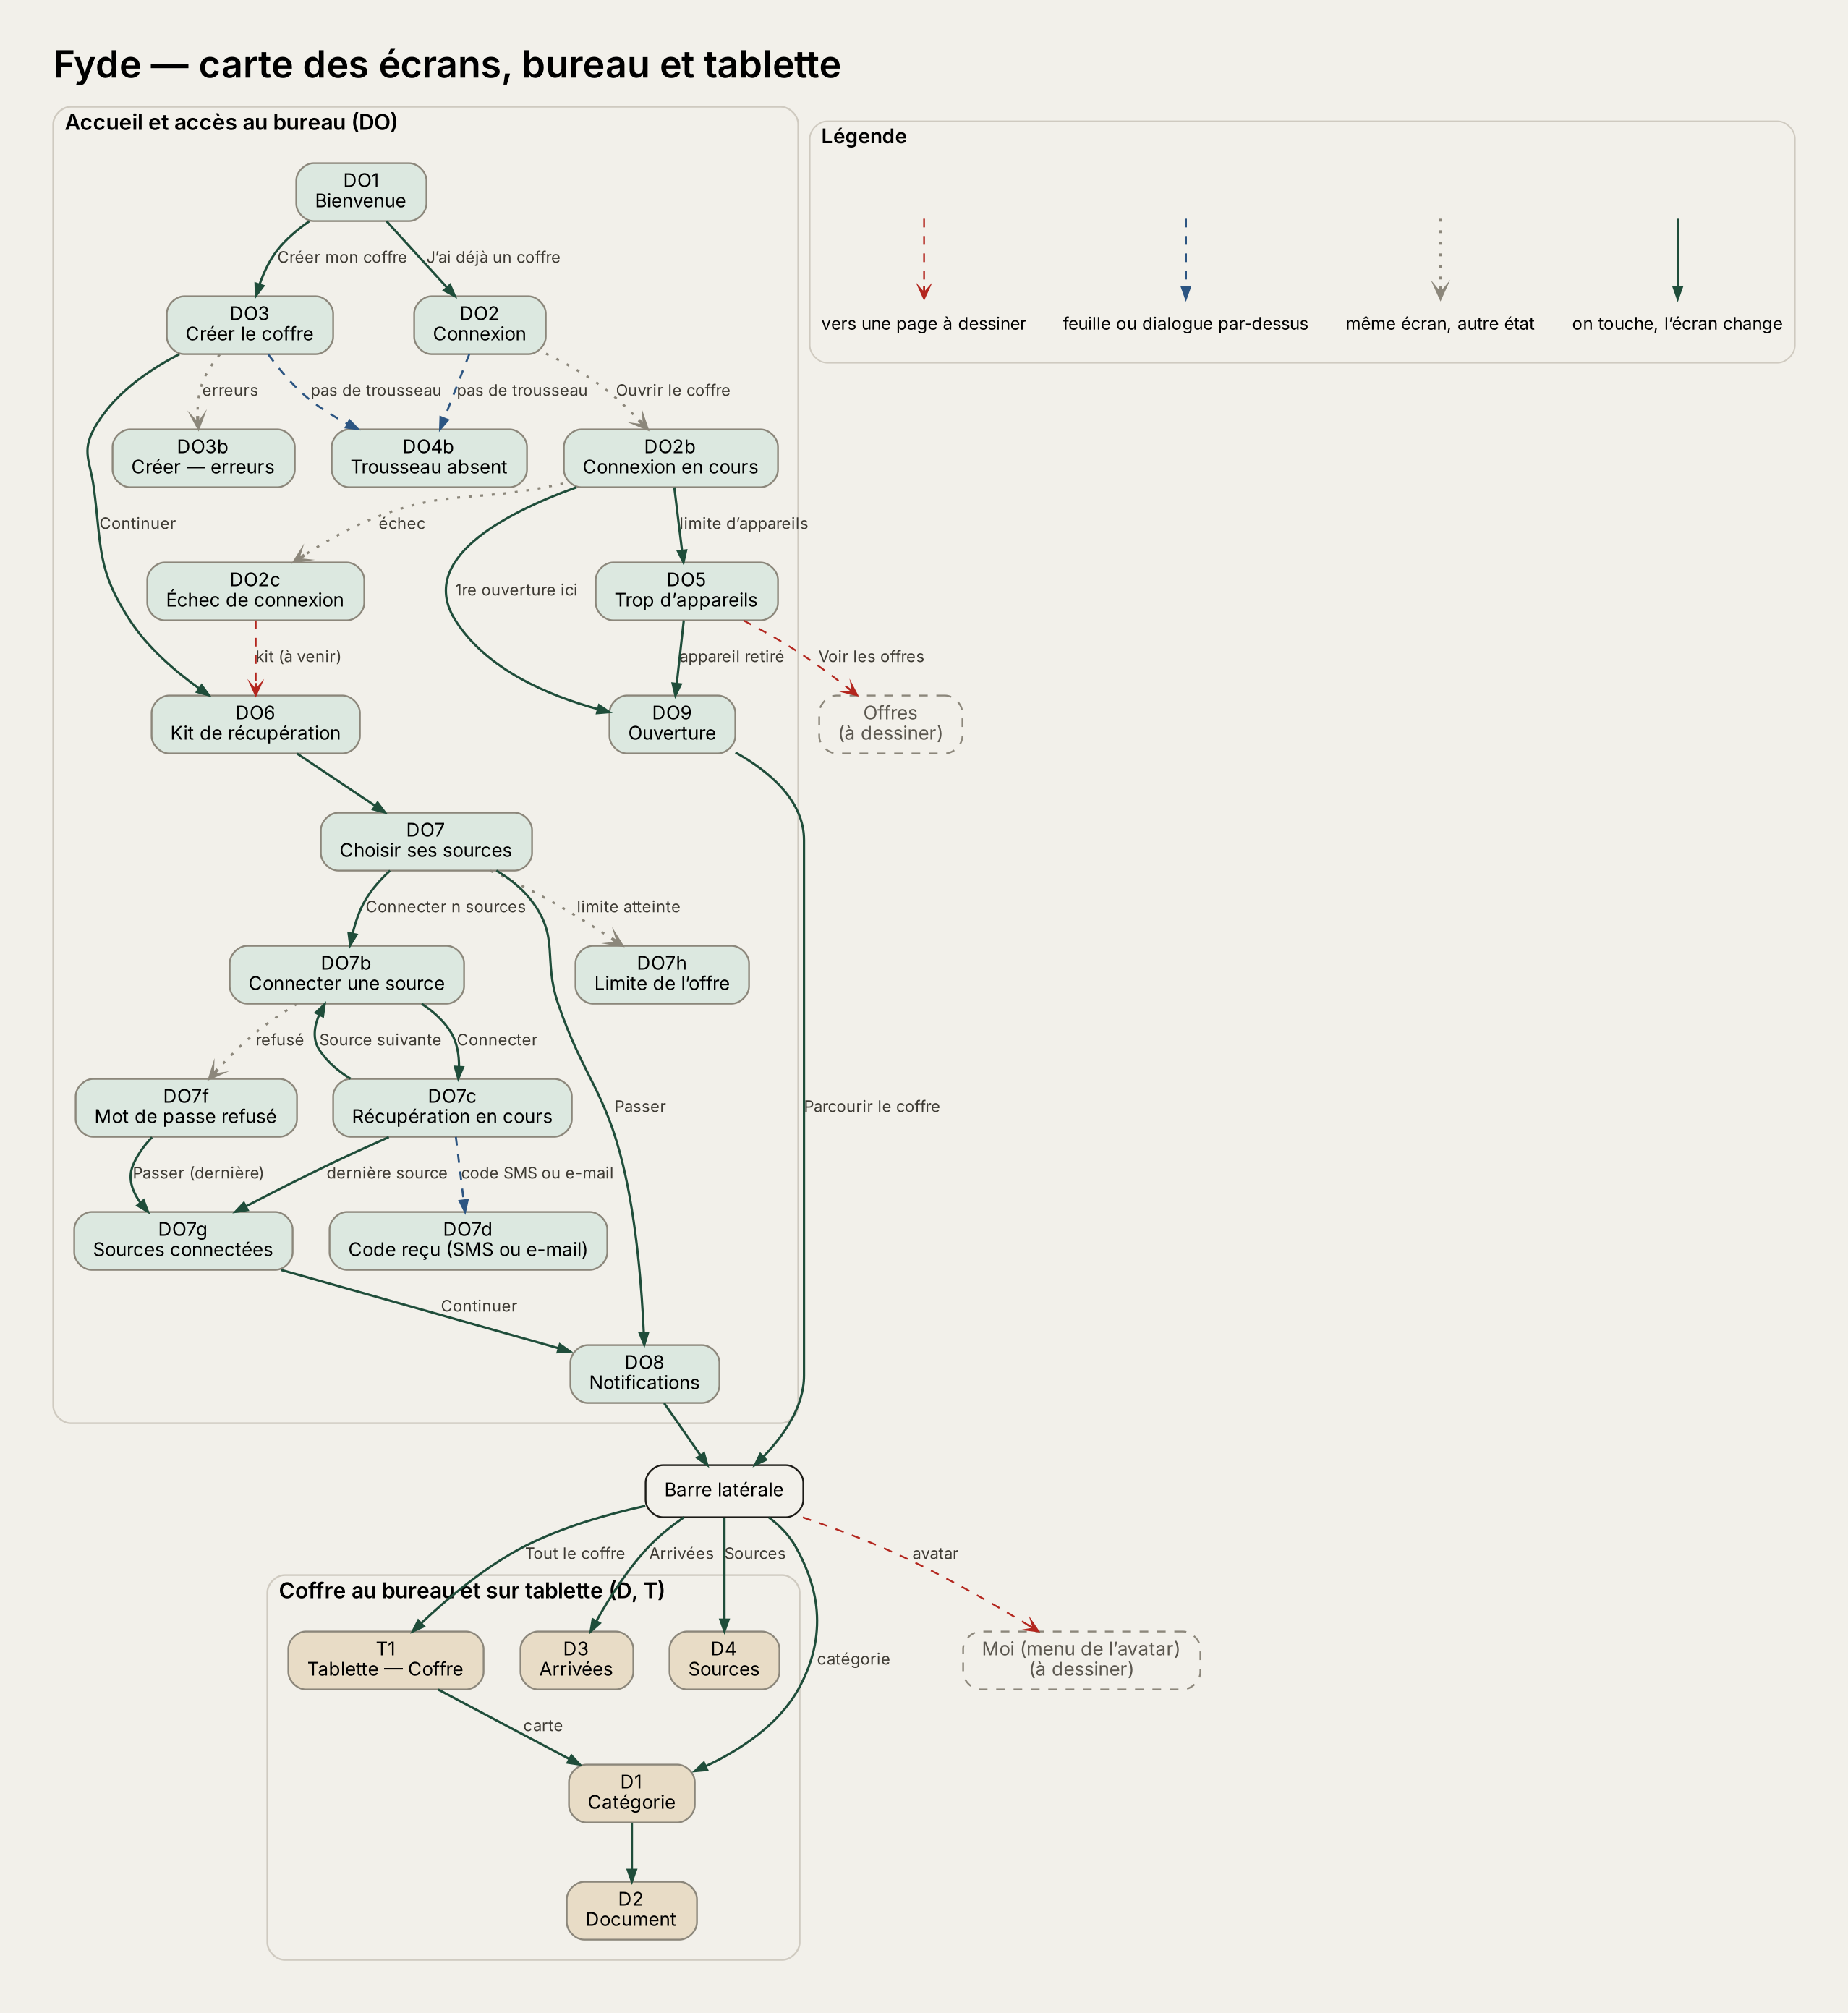 Fyde — carte des écrans, bureau et tablette
Accueil et accès au bureau (DO)
Légende
vers une page à dessiner
feuille ou dialogue par-dessus
même écran, autre état
on touche, l’écran change
DO1
Bienvenue
Créer mon coffre
J’ai déjà un coffre
DO3
Créer le coffre
DO2
Connexion
erreurs
pas de trousseau
pas de trousseau
Ouvrir le coffre
DO3b
Créer — erreurs
DO4b
Trousseau absent
DO2b
Connexion en cours
Continuer
échec
limite d’appareils
DO2c
Échec de connexion
1re ouverture ici
DO5
Trop d’appareils
kit (à venir)
appareil retiré
Voir les offres
DO6
Kit de récupération
DO9
Ouverture
Offres
(à dessiner)
DO7
Choisir ses sources
Connecter n sources
limite atteinte
DO7b
Connecter une source
DO7h
Limite de l’offre
refusé
Source suivante
Connecter
DO7f
Mot de passe refusé
DO7c
Récupération en cours
Passer
Parcourir le coffre
Passer (dernière)
dernière source
code SMS ou e-mail
DO7g
Sources connectées
DO7d
Code reçu (SMS ou e-mail)
Continuer
DO8
Notifications
Barre latérale
Tout le coffre
Arrivées
Sources
avatar
Coffre au bureau et sur tablette (D, T)
T1
Tablette — Coffre
D3
Arrivées
D4
Sources
catégorie
Moi (menu de l’avatar)
(à dessiner)
carte
D1
Catégorie
D2
Document